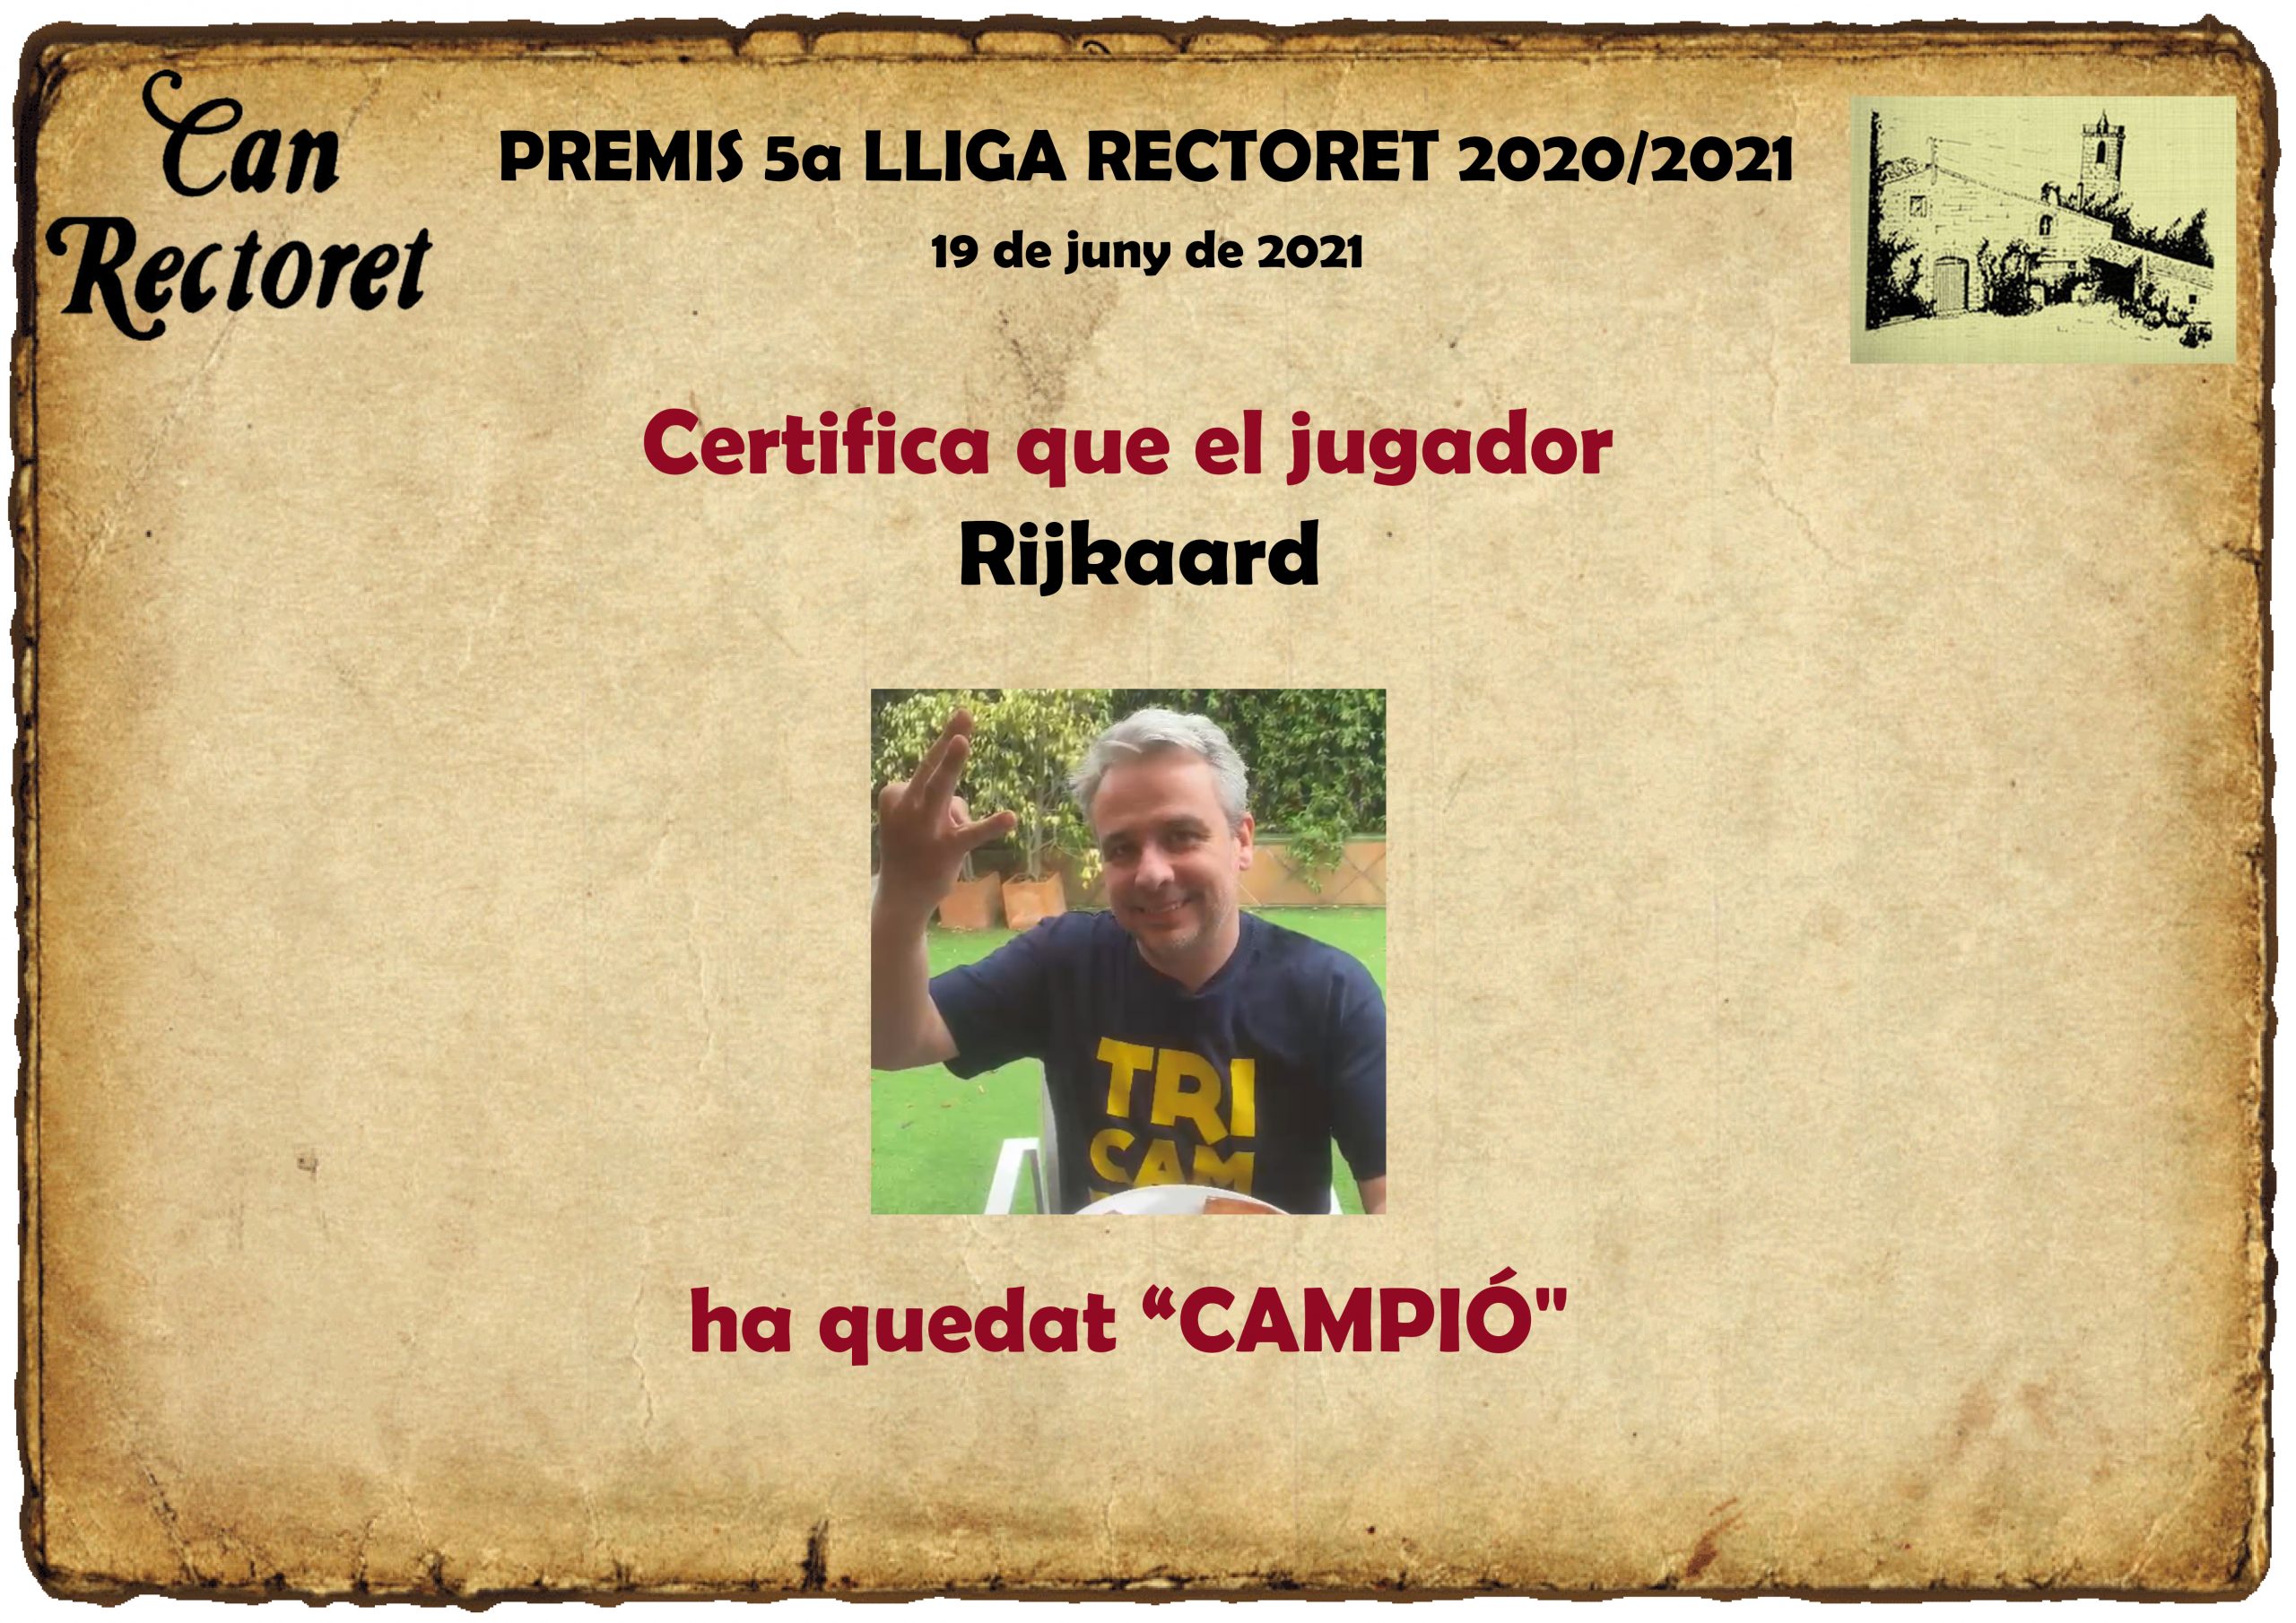 Can
Rectoret
PREMIS 5a LLIGA RECTORET 2020/2021
19 de juny de 2021
Certifica que el jugador
Rijkaard
TRI
CAM
ha quedat “CAMPIÓ"